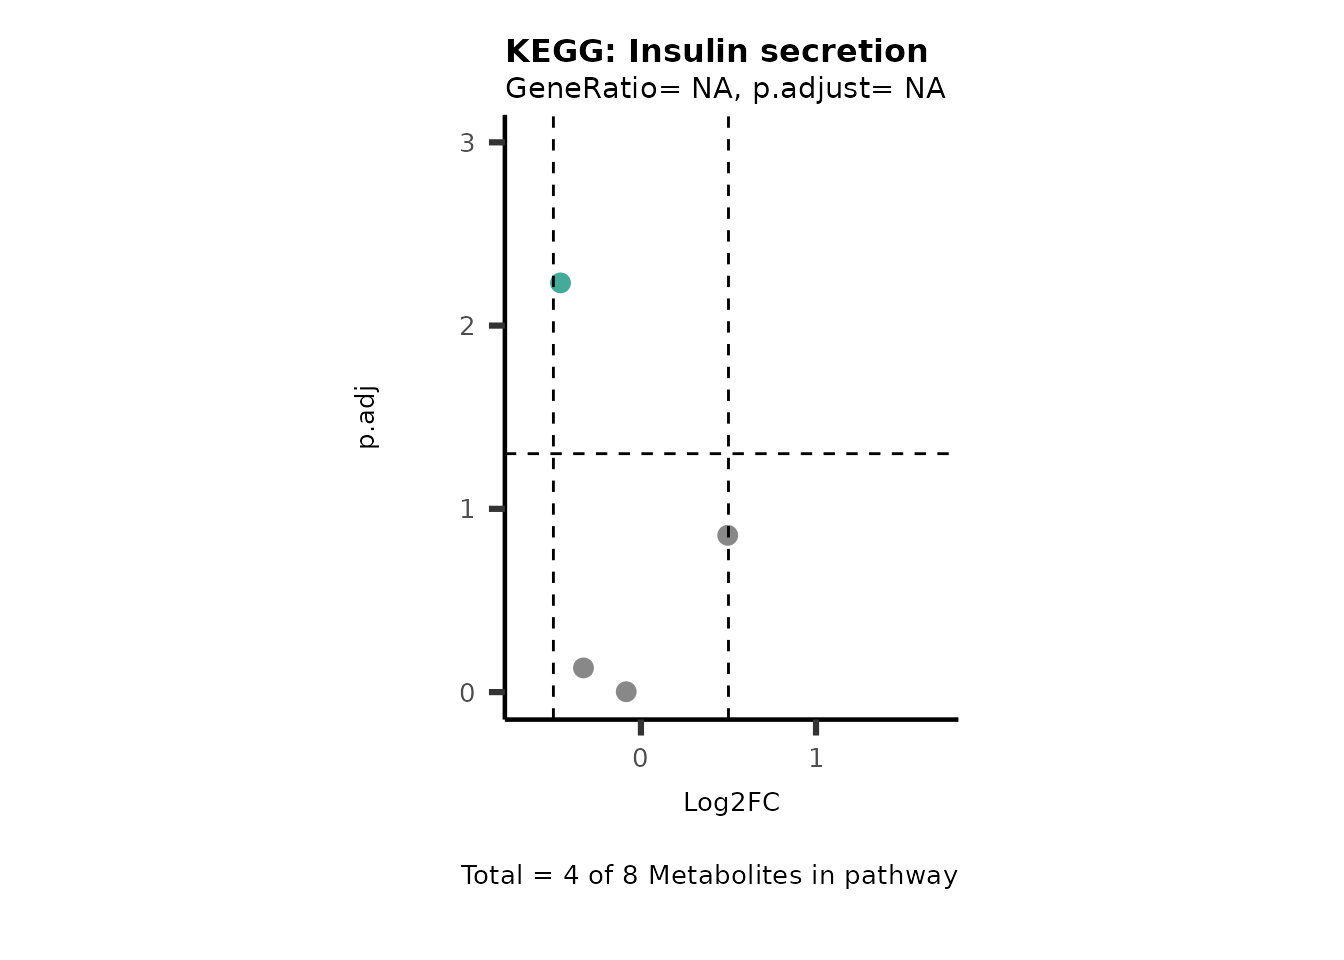 KEGG: Insulin secretion
GeneRatio= NA, p.adjust= NA
3
2
1
0
p.adj
0 1
Log2FC
Total = 4 of 8 Metabolites in pathway